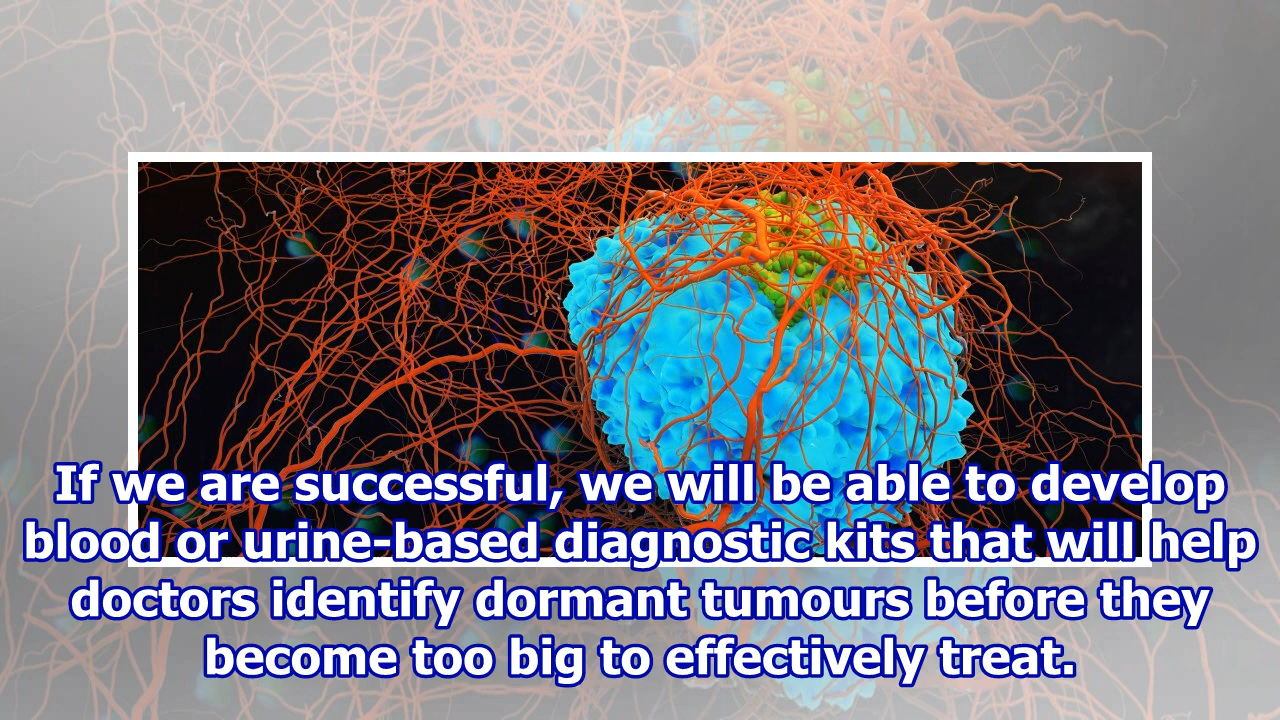 If we are successful, we will be able to develop
blood or urine-based diagnostic kits that will help
doctors identify dormant tumours before they
become too big to effectively treat.